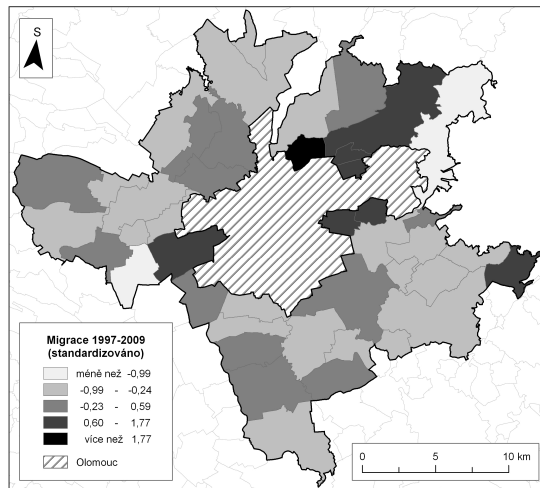 S
Migrace 1997-2009
(standardizováno)
méně než -0,99
-0,99 - -0,24
-0,23 - 0,59
0,60 - 1,77
více než 1,77
Olomouc
0 5 10 km